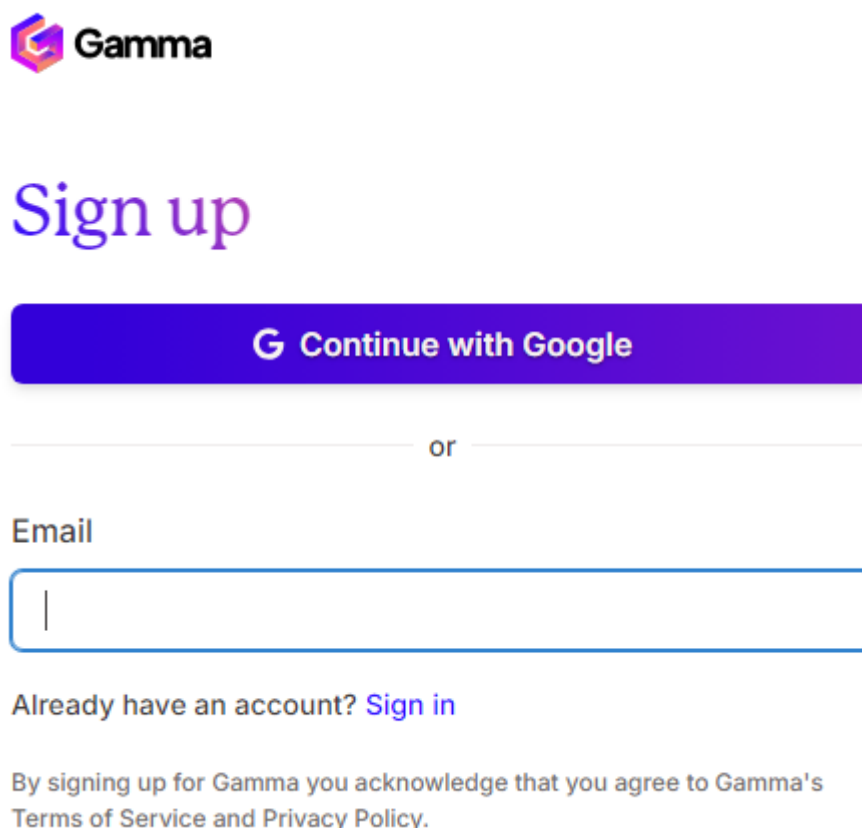 Gamma
Sign up
Continue with Google
or
Email
Already have an account? Sign in
By signing up for Gamma you acknowledge that you agree to Gamma's
Terms of Service and Privacy Policy.